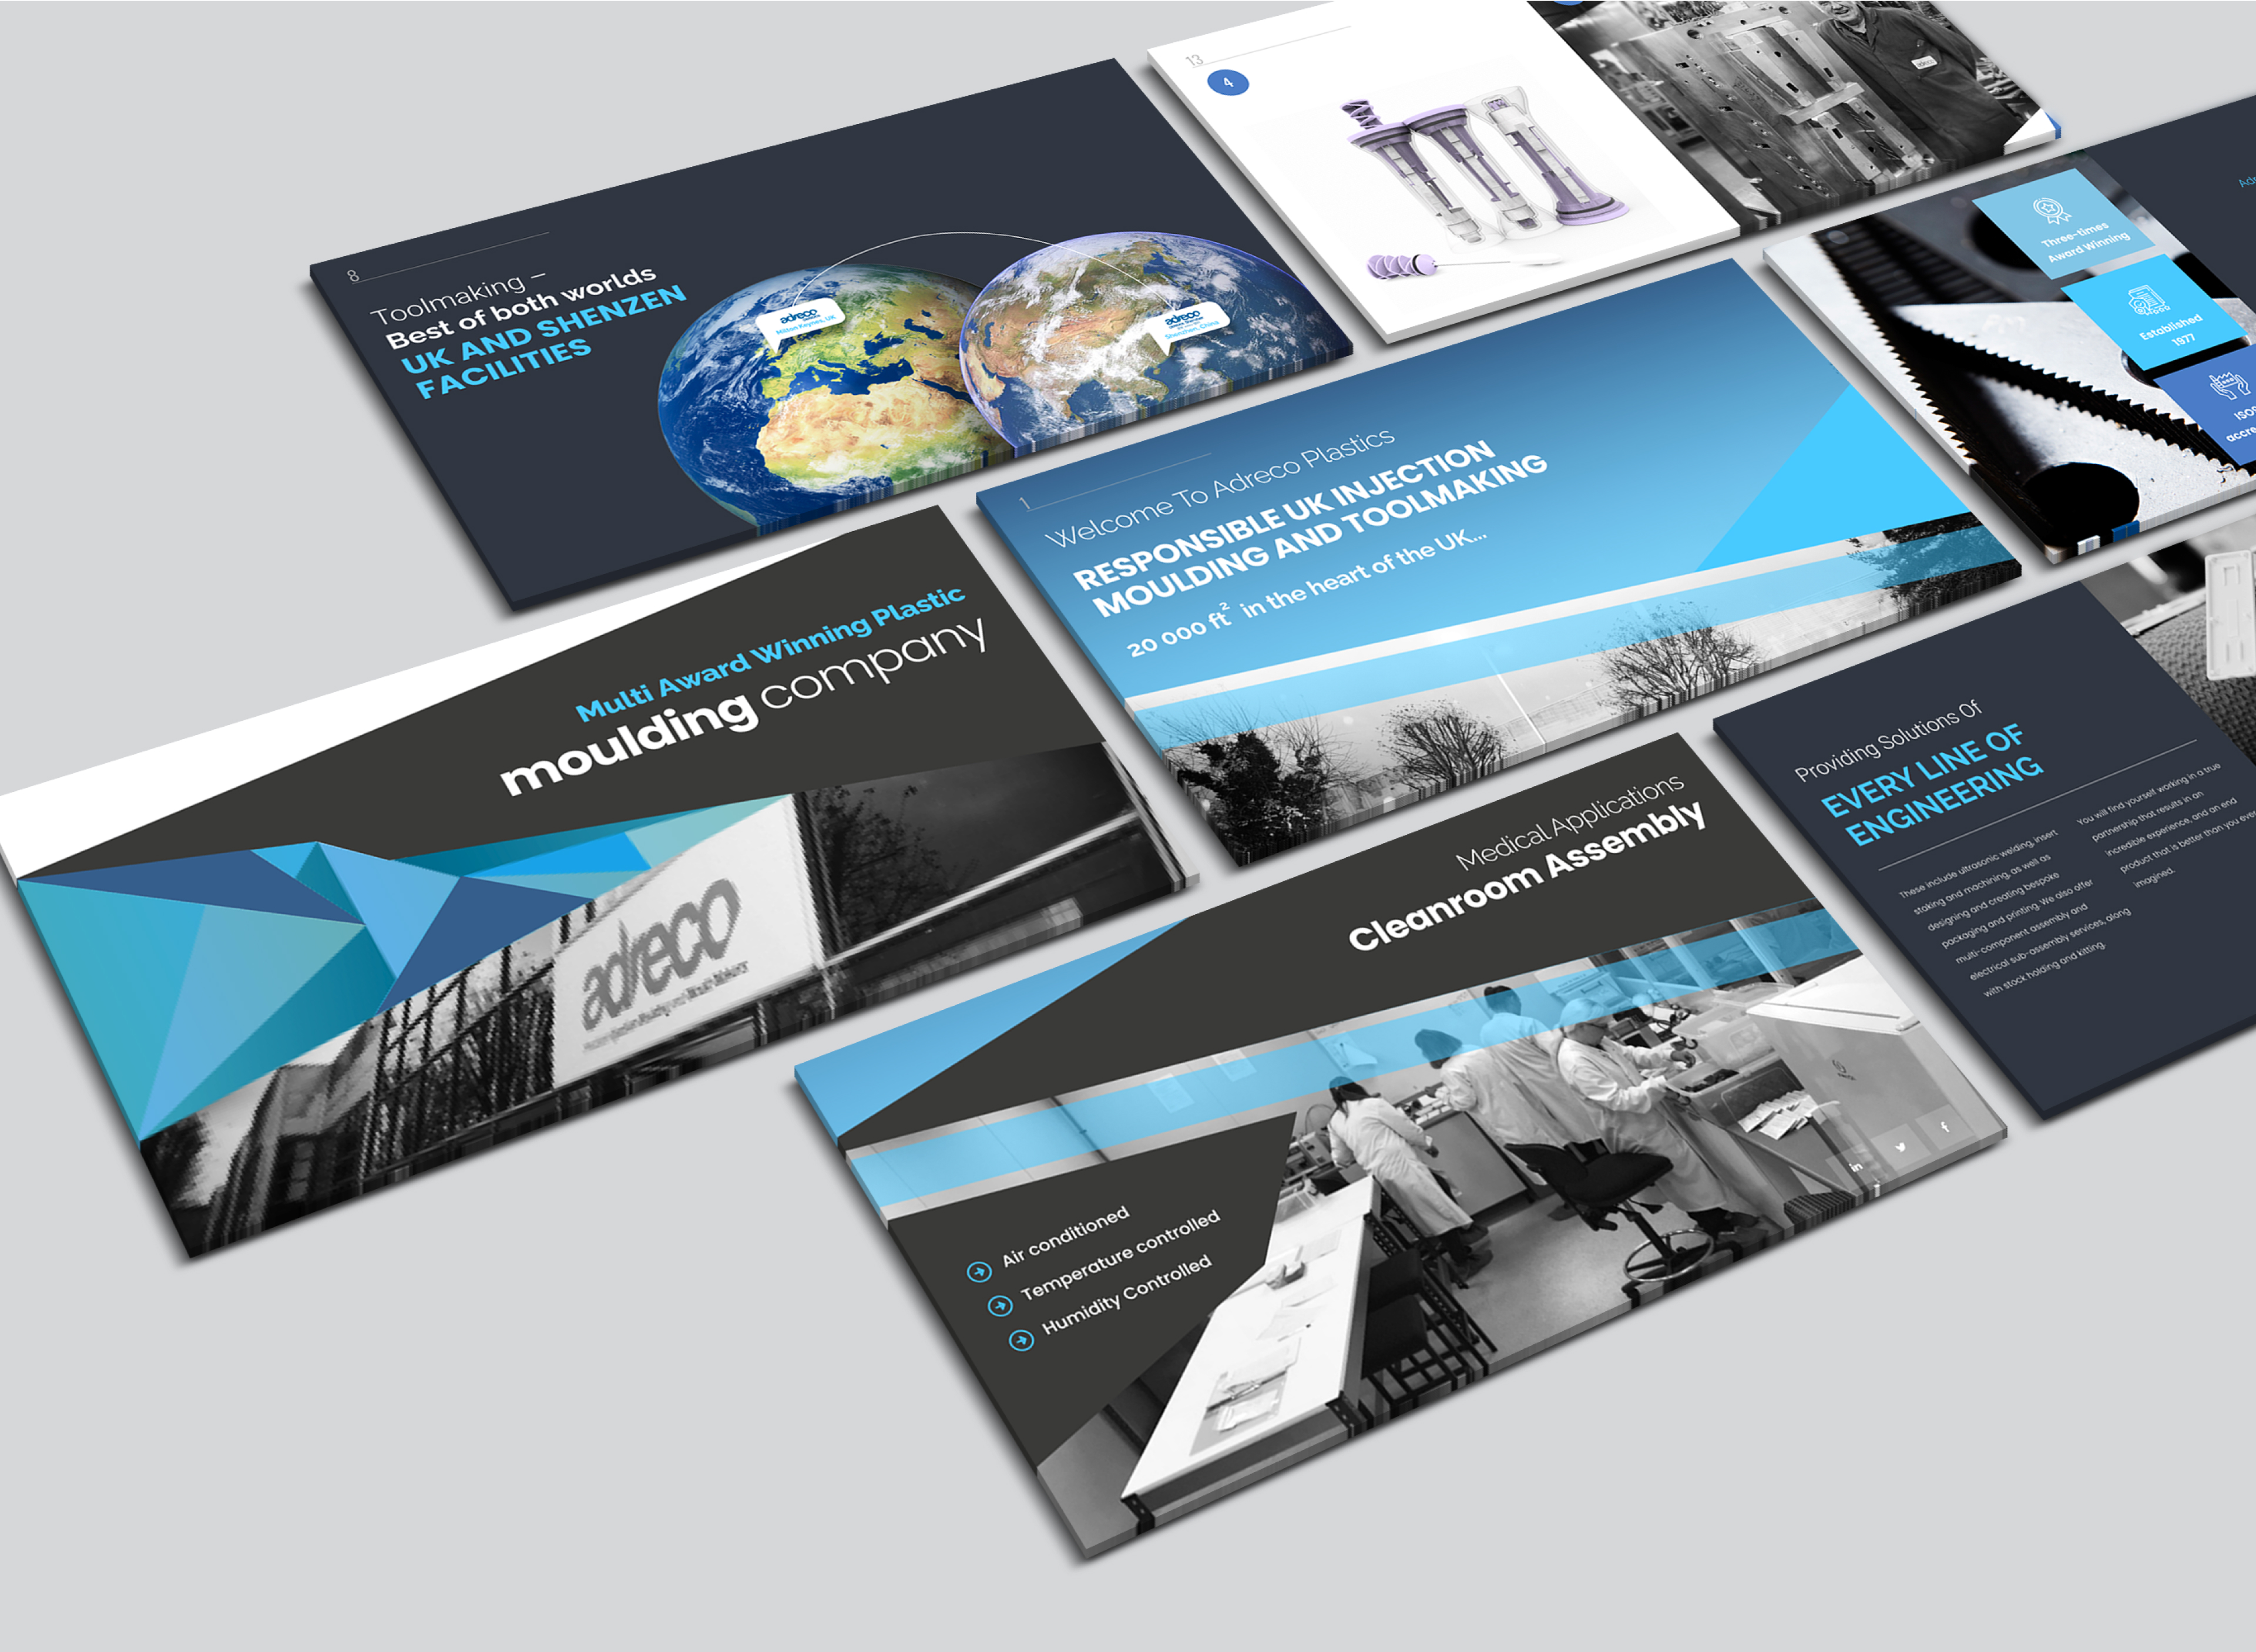 8
Toolmaking –
Best of both worlds
UK AND SHENZEN
FACILITIES
adreco
Milton Keynes, UK
adreco
Shenzhen, China
13
4
Three-times
Award Winning
Established
1977
1
Welcome To Adreco Plastics
RESPONSIBLE UK INJECTION
MOULDING AND TOOLMAKING
20 000 ft² in the heart of the UK...
Multi Award Winning Plastic
moulding company
adreco
Medical Applications
Cleanroom Assembly
Air conditioned
Temperature controlled
Humidity Controlled
in
f
Providing Solutions Of
EVERY LINE OF
ENGINEERING
These include ultrasonic welding, insert
staking and machining, as well as
designing and creating bespoke
packaging and printing. We also offer
multi-component assembly and
electrical sub-assembly services, along
with stock holding and kitting.
You will find yourself working in a true
partnership that results in an
incredible experience, and an end
product that is better than you ever
imagined.